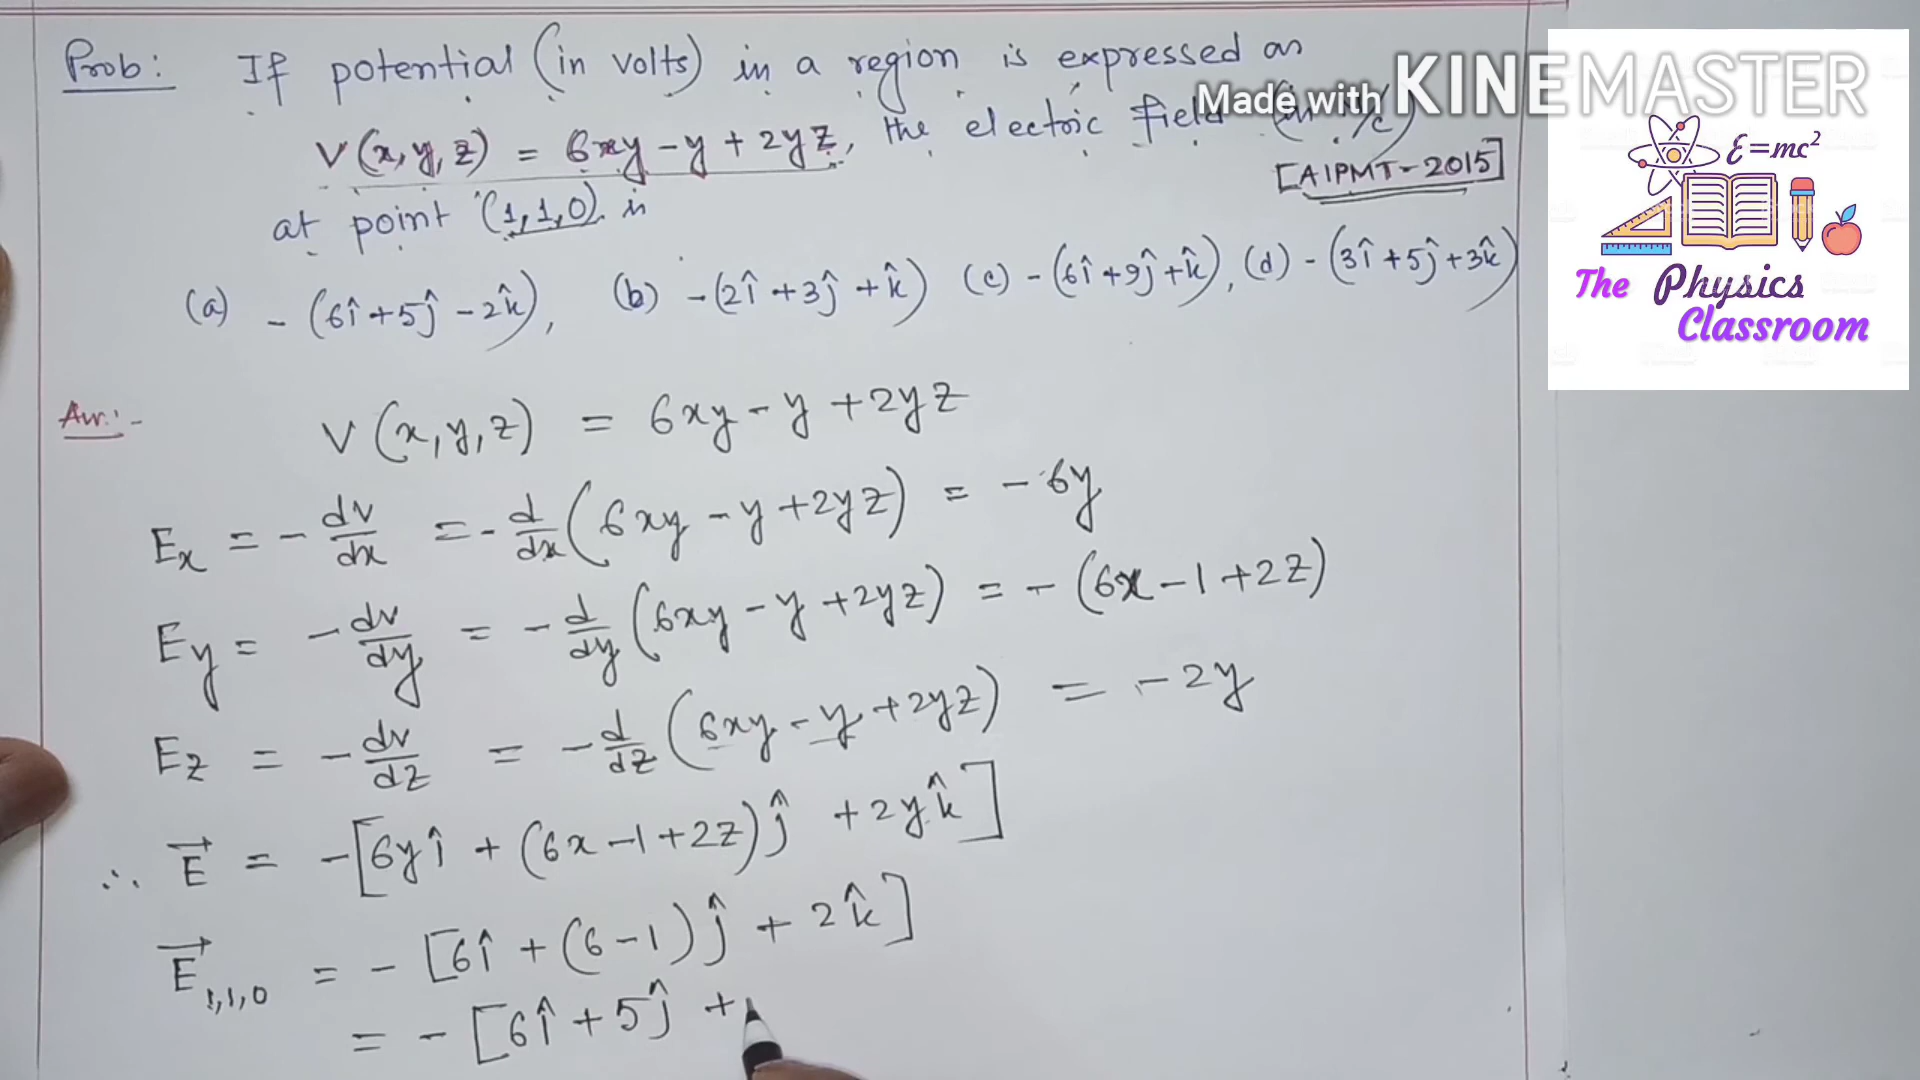 Prob: If potential (in volts) in a region is expressed as
Made with KINEMASTER
V(x,y,z) = 6xy - y + 2yz, the electric field (in N/C)
[AIPMT-2015]
at point (1,1,0) is
(a) - (6î + 5ĵ - 2k̂), (b) - (2î + 3ĵ + k̂) (c) - (6î + 9ĵ + k̂), (d) - (3î + 5ĵ + 3k̂)
E=mc²
The Physics
Classroom
Ans:-
V(x,y,z) = 6xy - y + 2yz
Ex = - dv/dx = - d/dx (6xy - y + 2yz) = - 6y
Ey = - dv/dy = - d/dy (6xy - y + 2yz) = - (6x - 1 + 2z)
Ez = - dv/dz = - d/dz (6xy - y + 2yz) = - 2y
∴ E⃗ = - [6yî + (6x - 1 + 2z)ĵ + 2yk̂]
E⃗1,1,0 = - [6î + (6 - 1)ĵ + 2k̂]
= - [6î + 5ĵ +